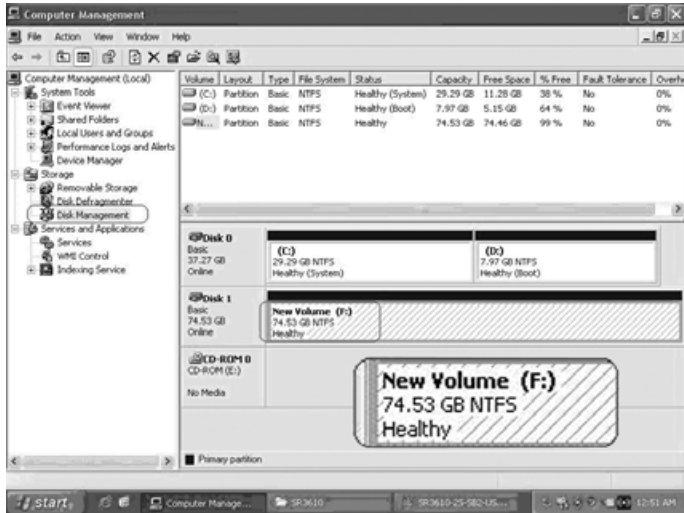 Computer Management
File Action View Window Help
Computer Management (Local)
System Tools
Event Viewer
Shared Folders
Local Users and Groups
Performance Logs and Alerts
Device Manager
Storage
Removable Storage
Disk Defragmenter
Disk Management
Services and Applications
Services
WMI Control
Indexing Service
Volume Layout Type File System Status Capacity Free Space % Free Fault Tolerance Overhe
(C:) Partition Basic NTFS Healthy (System) 29.29 GB 11.28 GB 38 % No 0%
(D:) Partition Basic NTFS Healthy (Boot) 7.97 GB 5.15 GB 64 % No 0%
N... Partition Basic NTFS Healthy 74.53 GB 74.46 GB 99 % No 0%
Disk 0
Basic
37.27 GB
Online
(C:)
29.29 GB NTFS
Healthy (System)
(D:)
7.97 GB NTFS
Healthy (Boot)
Disk 1
Basic
74.53 GB
Online
New Volume (F:)
74.53 GB NTFS
Healthy
CD-ROM 0
CD-ROM (E:)
No Media
New Volume (F:)
74.53 GB NTFS
Healthy
Primary partition
start
Computer Manage...
SR3610
SR3610-2S-SB2-US...
12:51 AM